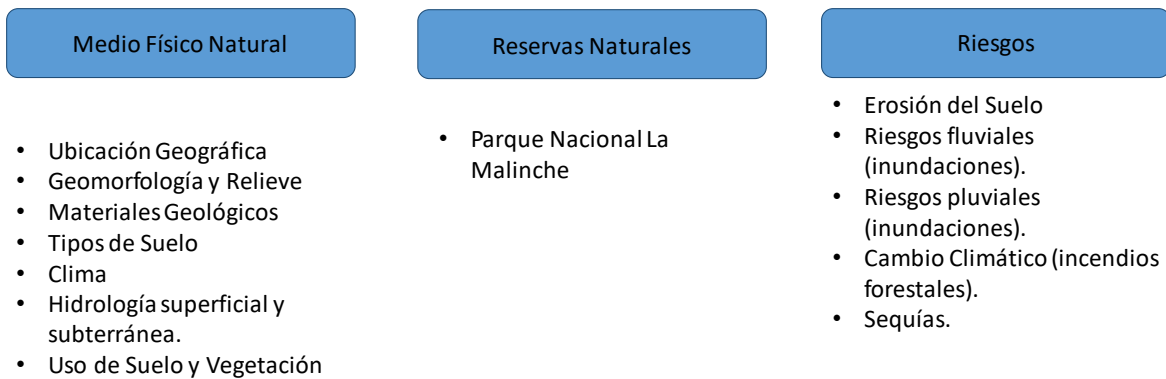 Medio Físico Natural
• Ubicación Geográfica
• Geomorfología y Relieve
• Materiales Geológicos
• Tipos de Suelo
• Clima
• Hidrología superficial y
subterránea.
• Uso de Suelo y Vegetación
Reservas Naturales
• Parque Nacional La
Malinche
Riesgos
• Erosión del Suelo
• Riesgos fluviales
(inundaciones).
• Riesgos pluviales
(inundaciones).
• Cambio Climático (incendios
forestales).
• Sequías.